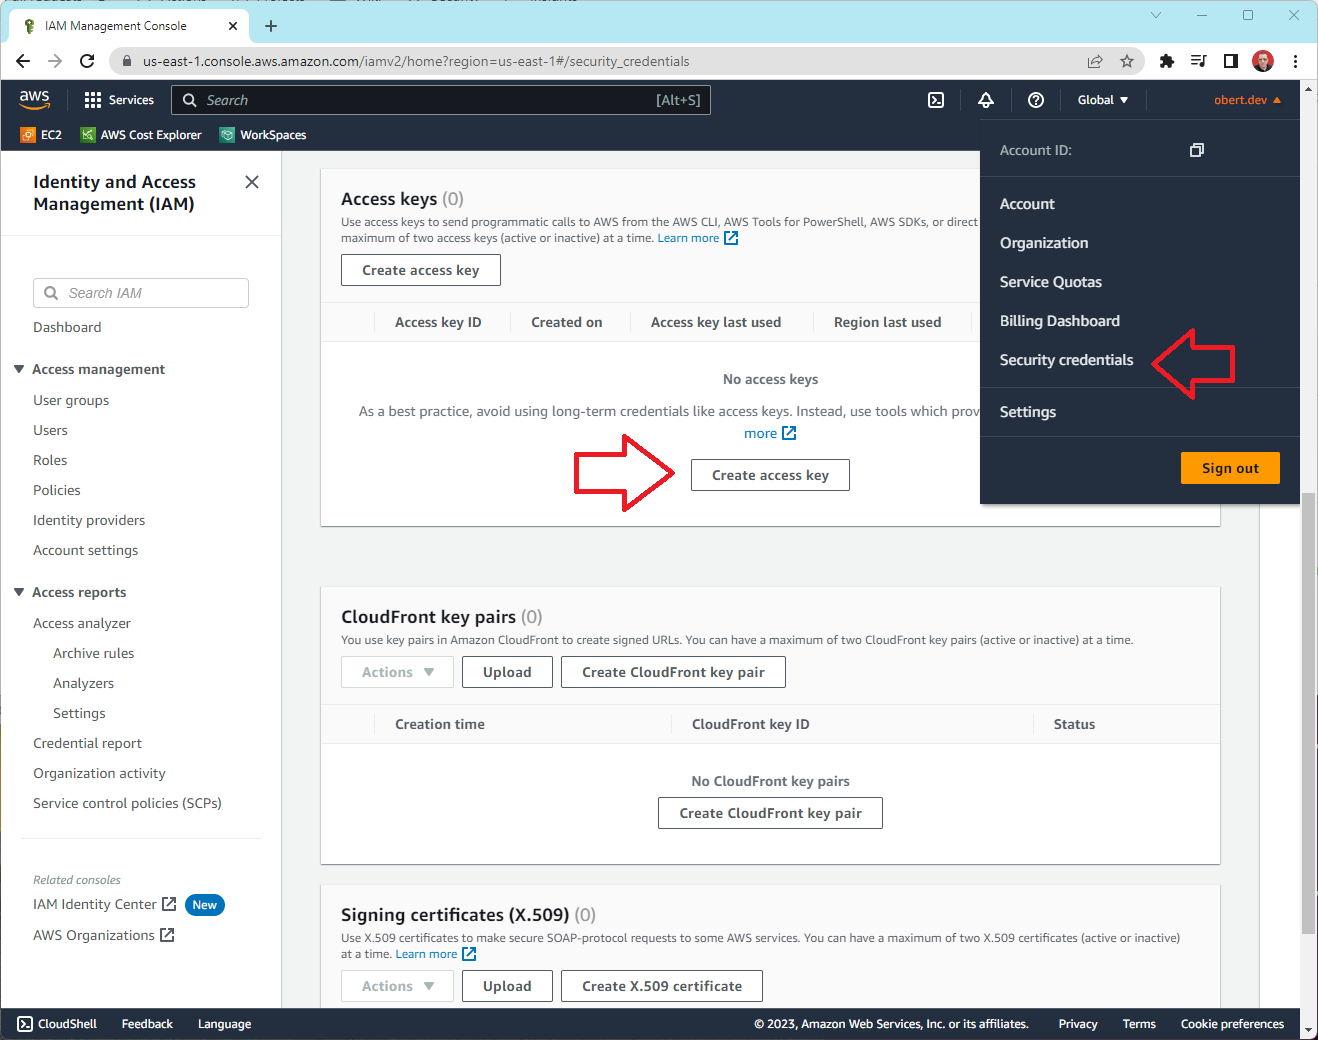 IAM Management Console
us-east-1.console.aws.amazon.com/iamv2/home?region=us-east-1#/security_credentials
aws
Services
Search
[Alt+S]
Global
obert.dev
EC2
AWS Cost Explorer
WorkSpaces
Account ID:
Account
Organization
Service Quotas
Billing Dashboard
Security credentials
Settings
Sign out
Identity and Access
Management (IAM)
Search IAM
Dashboard
Access management
User groups
Users
Roles
Policies
Identity providers
Account settings
Access reports
Access analyzer
Archive rules
Analyzers
Settings
Credential report
Organization activity
Service control policies (SCPs)
Related consoles
IAM Identity Center
New
AWS Organizations
Access keys (0)
Use access keys to send programmatic calls to AWS from the AWS CLI, AWS Tools for PowerShell, AWS SDKs, or direct
maximum of two access keys (active or inactive) at a time. Learn more
Create access key
Access key ID
Created on
Access key last used
Region last used
No access keys
As a best practice, avoid using long-term credentials like access keys. Instead, use tools which prov
more
Create access key
CloudFront key pairs (0)
You use key pairs in Amazon CloudFront to create signed URLs. You can have a maximum of two CloudFront key pairs (active or inactive) at a time.
Actions
Upload
Create CloudFront key pair
Creation time
CloudFront key ID
Status
No CloudFront key pairs
Create CloudFront key pair
Signing certificates (X.509) (0)
Use X.509 certificates to make secure SOAP-protocol requests to some AWS services. You can have a maximum of two X.509 certificates (active or inactive)
at a time. Learn more
Actions
Upload
Create X.509 certificate
CloudShell
Feedback
Language
© 2023, Amazon Web Services, Inc. or its affiliates.
Privacy
Terms
Cookie preferences